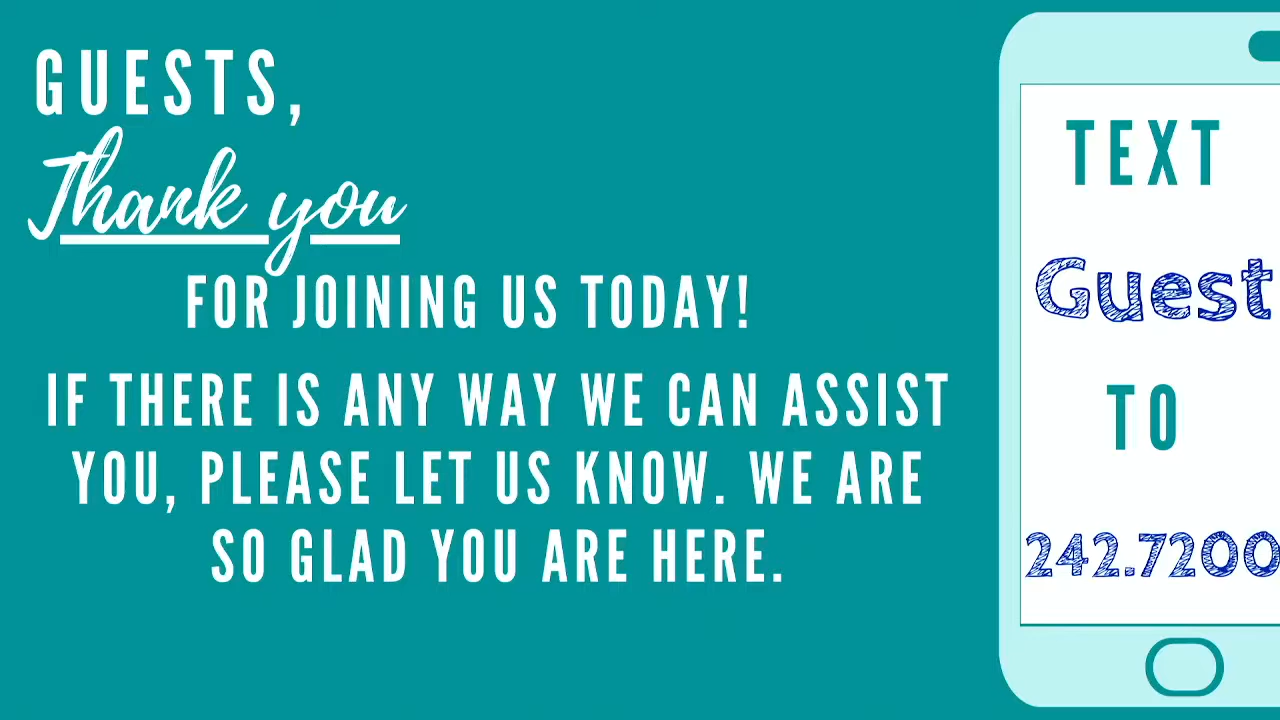 GUESTS,
Thank you
FOR JOINING US TODAY!
IF THERE IS ANY WAY WE CAN ASSIST
YOU, PLEASE LET US KNOW. WE ARE
SO GLAD YOU ARE HERE.
TEXT
Guest
TO
242.7200